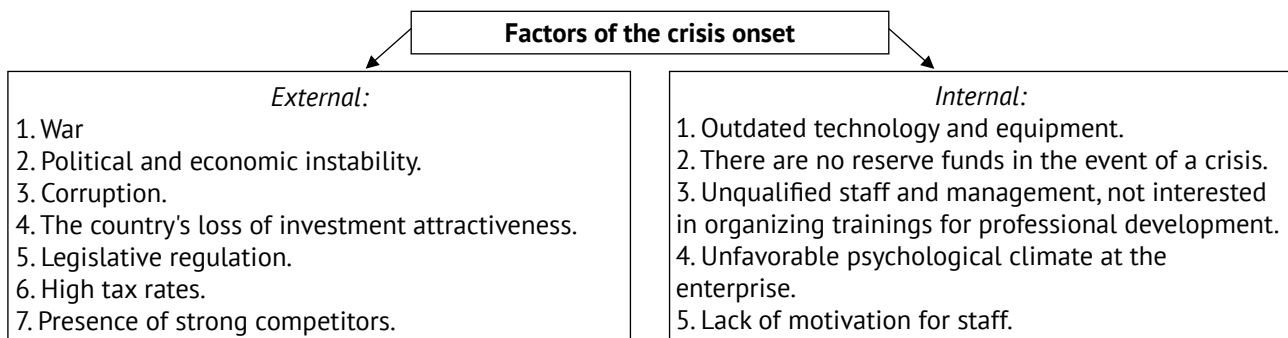 Factors of the crisis onset
External:
1. War
2. Political and economic instability.
3. Corruption.
4. The country's loss of investment attractiveness.
5. Legislative regulation.
6. High tax rates.
7. Presence of strong competitors.
Internal:
1. Outdated technology and equipment.
2. There are no reserve funds in the event of a crisis.
3. Unqualified staff and management, not interested
in organizing trainings for professional development.
4. Unfavorable psychological climate at the
enterprise.
5. Lack of motivation for staff.